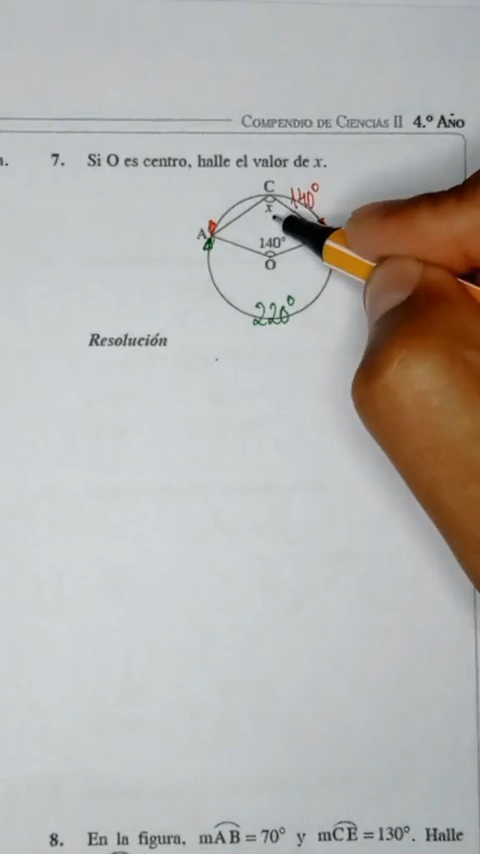 COMPENDIO DE CIENCIAS II 4.º AÑO
7. Si O es centro, halle el valor de x.
C
140°
x
A
140°
O
220°
Resolución
8. En la figura, mAB = 70° y mCE = 130°. Halle